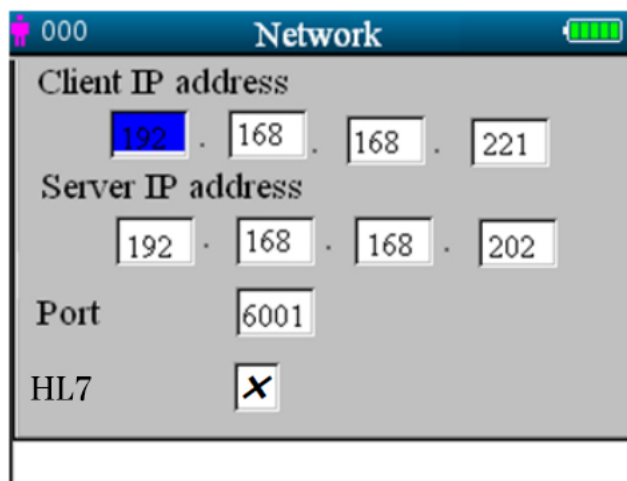 000 Network
Client IP address
192 . 168 . 168 . 221
Server IP address
192 . 168 . 168 . 202
Port 6001
HL7 ×